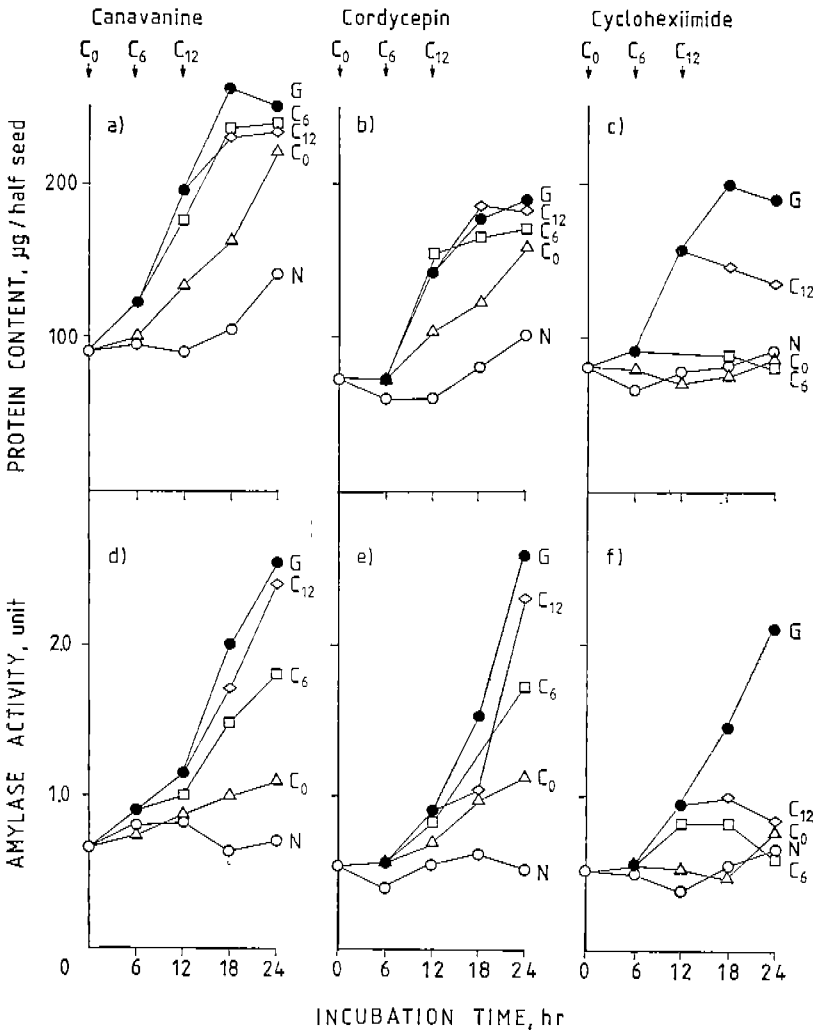 Canavanine Cordycepin Cycloheximide
C0 C6 C12 C0 C6 C12 C0 C6 C12
a) b) c)
G
C6
C12
C0
N
G
C12
C6
C0
N
G
C12
N
C0
C6
200
100
PROTEIN CONTENT, µg / half seed
d) e) f)
G
C12
C6
C0
N
G
C12
C6
C0
N
G
C12
C0
N
C6
2.0
1.0
0
AMYLASE ACTIVITY, unit
0 6 12 18 24 0 6 12 18 24 0 6 12 18 24
INCUBATION TIME, hr